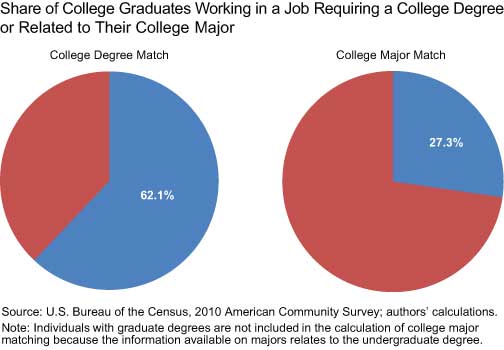 Share of College Graduates Working in a Job Requiring a College Degree
or Related to Their College Major
College Degree Match
College Major Match
62.1%
27.3%
Source: U.S. Bureau of the Census, 2010 American Community Survey; authors' calculations.
Note: Individuals with graduate degrees are not included in the calculation of college major
matching because the information available on majors relates to the undergraduate degree.